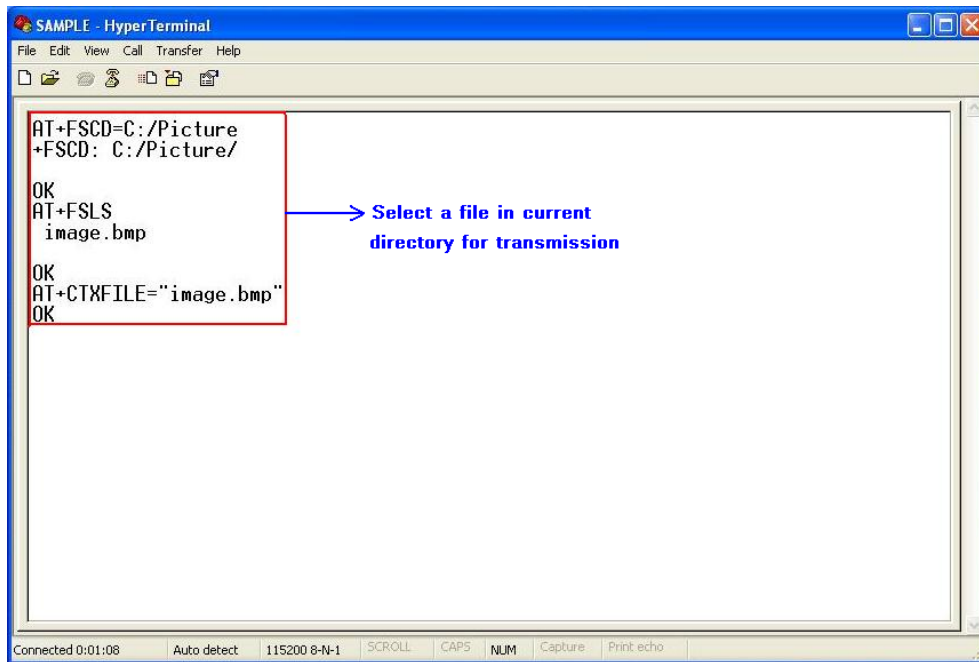 SAMPLE - HyperTerminal
File Edit View Call Transfer Help
AT+FSCD=C:/Picture
+FSCD: C:/Picture/
OK
AT+FSLS
image.bmp
OK
AT+CTXFILE="image.bmp"
OK
Select a file in current
directory for transmission
Connected 0:01:08 Auto detect 115200 8-N-1 SCROLL CAPS NUM Capture Print echo